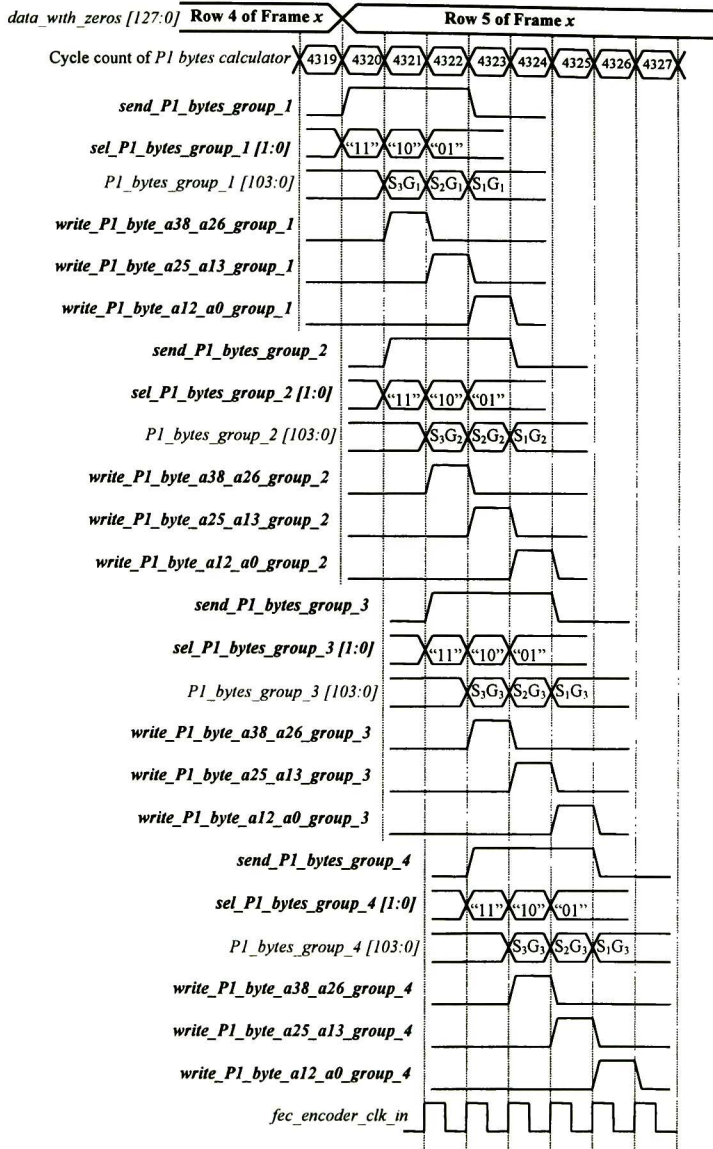 data_with_zeros [127:0] Row 4 of Frame x Row 5 of Frame x
Cycle count of P1 bytes calculator 4319 4320 4321 4322 4323 4324 4325 4326 4327
send_P1_bytes_group_1
sel_P1_bytes_group_1 [1:0] “11” “10” “01”
P1_bytes_group_1 [103:0] S3G1 S2G1 S1G1
write_P1_byte_a38_a26_group_1
write_P1_byte_a25_a13_group_1
write_P1_byte_a12_a0_group_1
send_P1_bytes_group_2
sel_P1_bytes_group_2 [1:0] “11” “10” “01”
P1_bytes_group_2 [103:0] S3G2 S2G2 S1G2
write_P1_byte_a38_a26_group_2
write_P1_byte_a25_a13_group_2
write_P1_byte_a12_a0_group_2
send_P1_bytes_group_3
sel_P1_bytes_group_3 [1:0] “11” “10” “01”
P1_bytes_group_3 [103:0] S3G3 S2G3 S1G3
write_P1_byte_a38_a26_group_3
write_P1_byte_a25_a13_group_3
write_P1_byte_a12_a0_group_3
send_P1_bytes_group_4
sel_P1_bytes_group_4 [1:0] “11” “10” “01”
P1_bytes_group_4 [103:0] S3G3 S2G3 S1G3
write_P1_byte_a38_a26_group_4
write_P1_byte_a25_a13_group_4
write_P1_byte_a12_a0_group_4
fec_encoder_clk_in